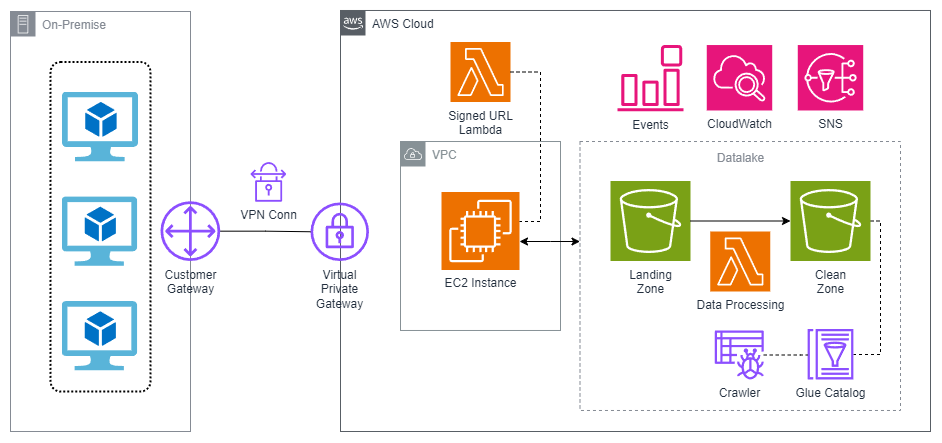 On-Premise
aws
AWS Cloud
Signed URL
Lambda
Events
CloudWatch
SNS
VPC
Datalake
VPN Conn
Customer
Gateway
Virtual
Private
Gateway
EC2 Instance
Landing
Zone
Clean
Zone
Data Processing
Crawler
Glue Catalog